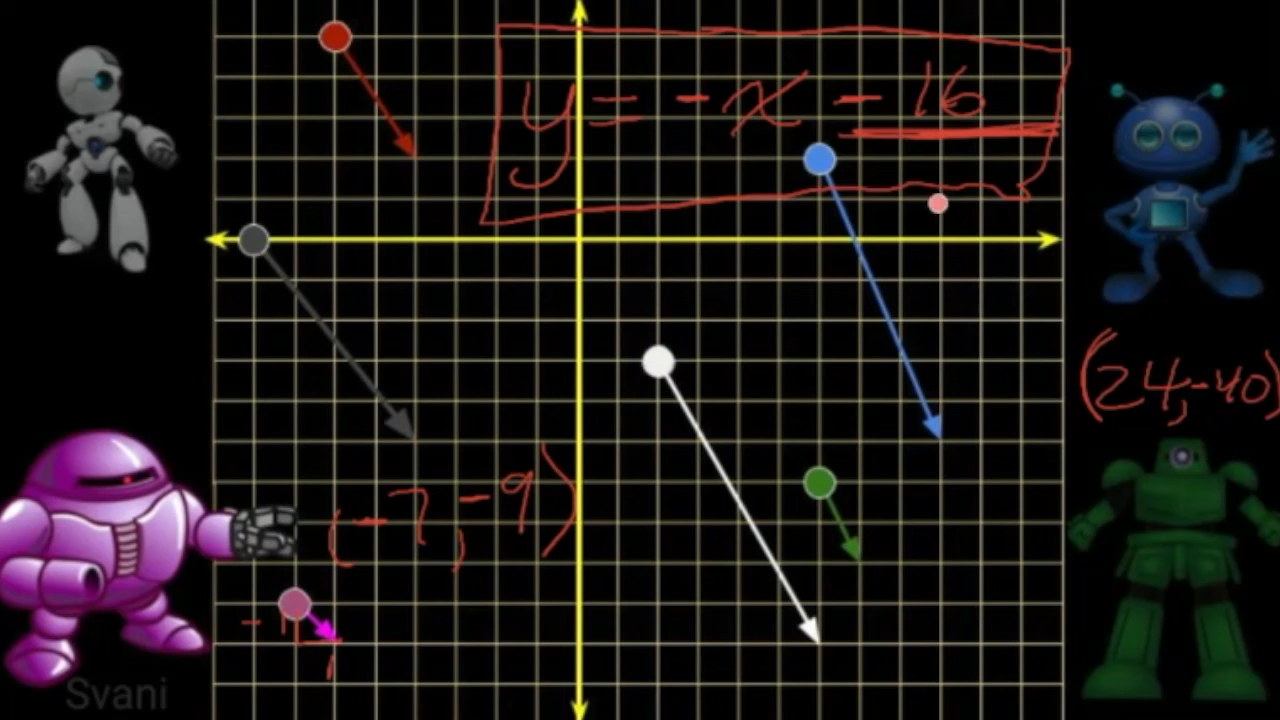 y = -x - 16
(24,-40)
(-7,-9)
Svani